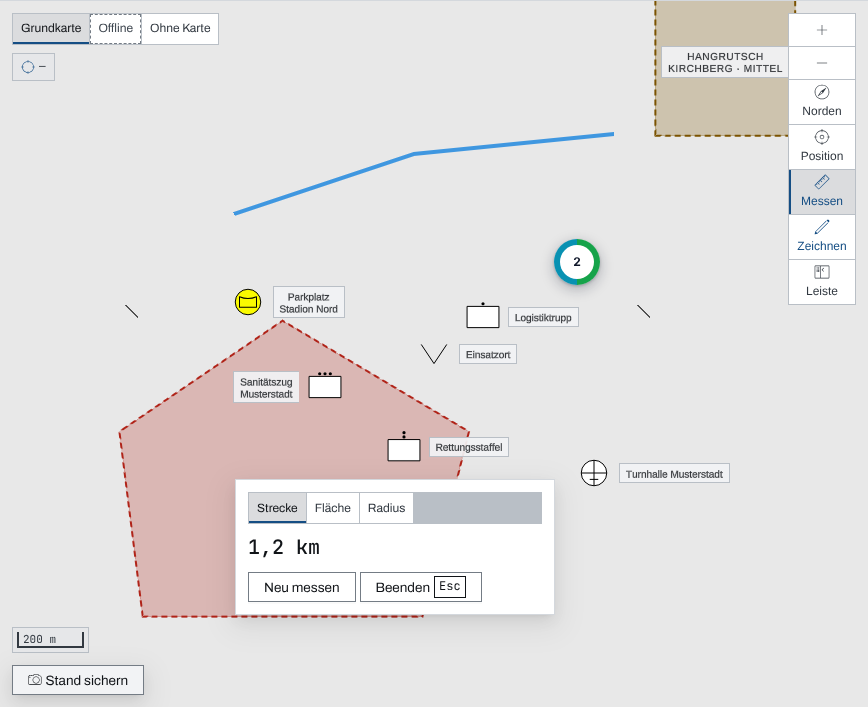 Grundkarte
Offline
Ohne Karte
–
HANGRUTSCH
KIRCHBERG · MITTEL
+
–
Norden
Position
Messen
Zeichnen
Leiste
2
Parkplatz
Stadion Nord
Logistiktrupp
Einsatzort
Sanitätszug
Musterstadt
Rettungsstaffel
Turnhalle Musterstadt
Strecke
Fläche
Radius
1,2 km
Neu messen
Beenden Esc
200 m
Stand sichern